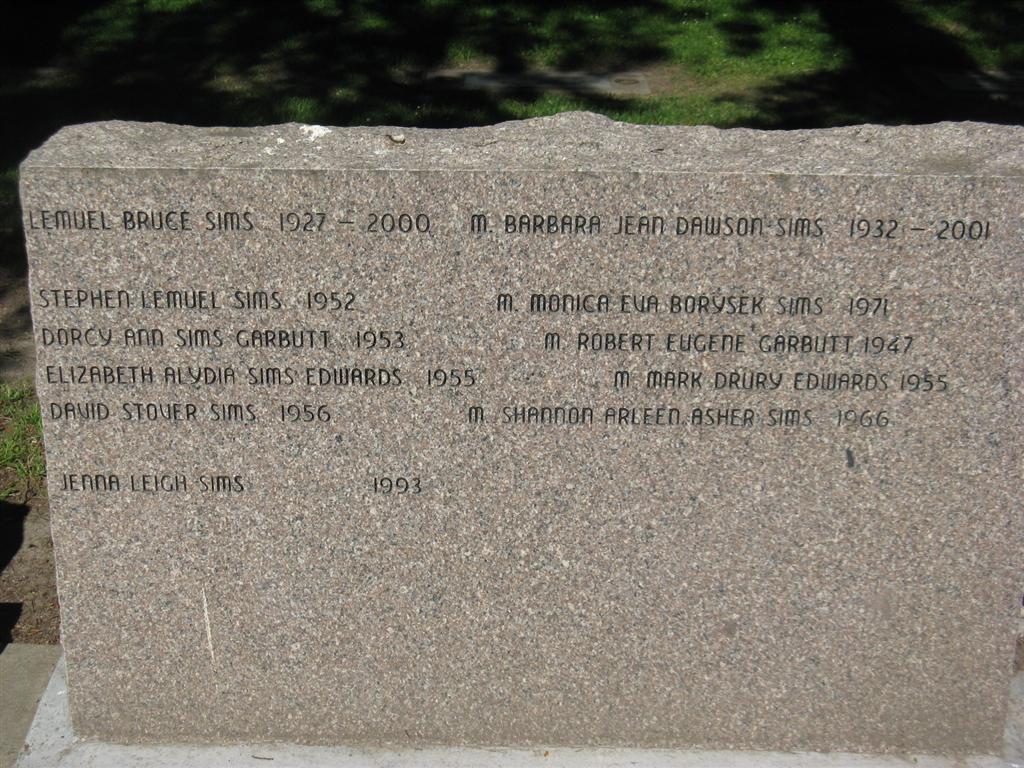 LEMUEL BRUCE SIMS 1927 – 2000 M. BARBARA JEAN DAWSON SIMS 1932 – 2001
STEPHEN LEMUEL SIMS 1952 M. MONICA EVA BORYSEK SIMS 1971
DORCY ANN SIMS GARBUTT 1953 M. ROBERT EUGENE GARBUTT 1947
ELIZABETH ALYDIA SIMS EDWARDS 1955 M. MARK DRURY EDWARDS 1955
DAVID STOVER SIMS 1956 M. SHANNON ARLEEN ASHER SIMS 1966
JENNA LEIGH SIMS 1993